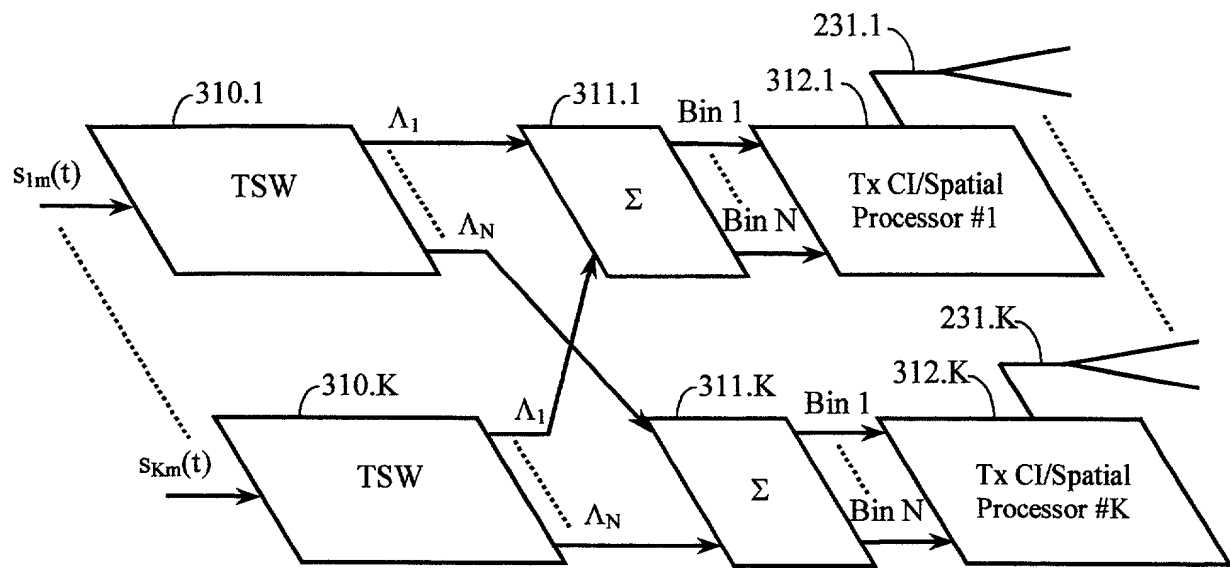 231.1
310.1
311.1
312.1
Λ1
Bin 1
s1m(t)
TSW
Σ
Tx CI/Spatial
Processor #1
ΛN
Bin N
231.K
310.K
311.K
312.K
Λ1
Bin 1
sKm(t)
TSW
Σ
Tx CI/Spatial
Processor #K
ΛN
Bin N